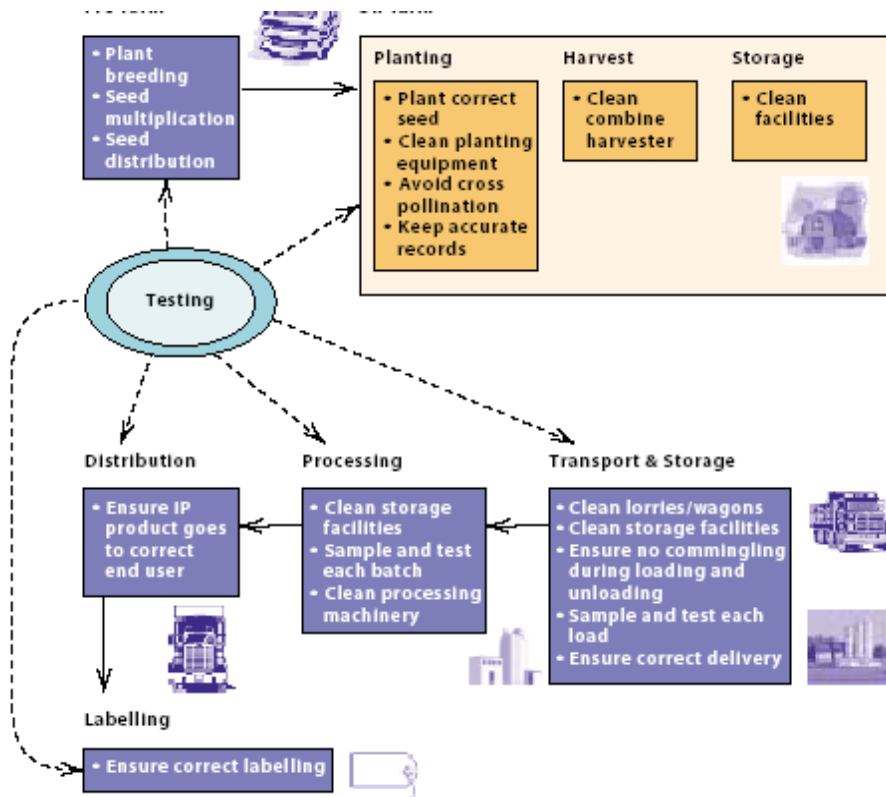 • Plant
breeding
• Seed
multiplication
• Seed
distribution
Planting
• Plant correct
seed
• Clean planting
equipment
• Avoid cross
pollination
• Keep accurate
records
Harvest
• Clean
combine
harvester
Storage
• Clean
facilities
Testing
Distribution
• Ensure IP
product goes
to correct
end user
Processing
• Clean storage
facilities
• Sample and test
each batch
• Clean processing
machinery
Transport & Storage
• Clean lorries/wagons
• Clean storage facilities
• Ensure no commingling
during loading and
unloading
• Sample and test each
load
• Ensure correct delivery
Labelling
• Ensure correct labelling